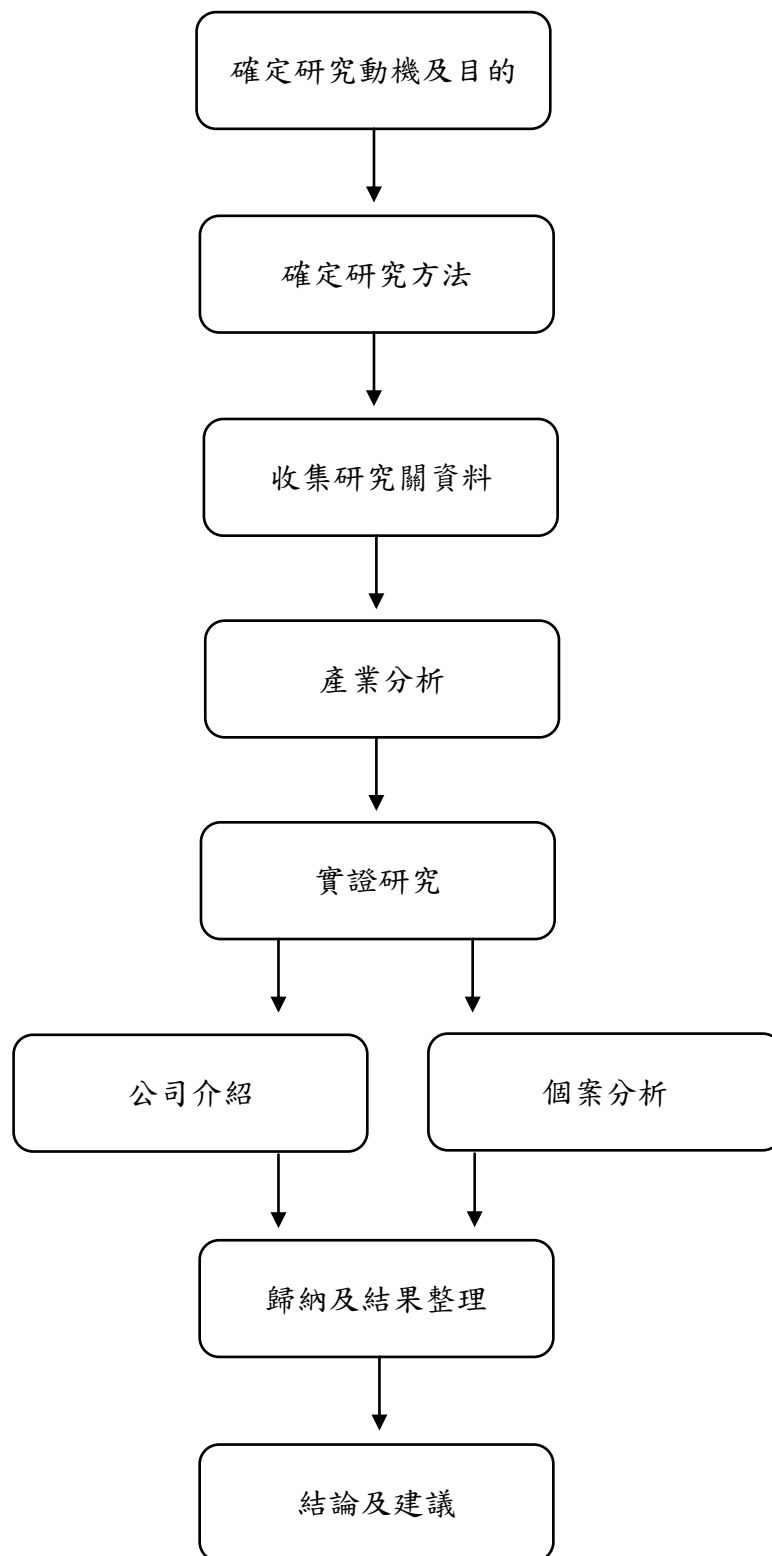 確定研究動機及目的
確定研究方法
收集研究關資料
產業分析
實證研究
公司介紹
個案分析
歸納及結果整理
結論及建議